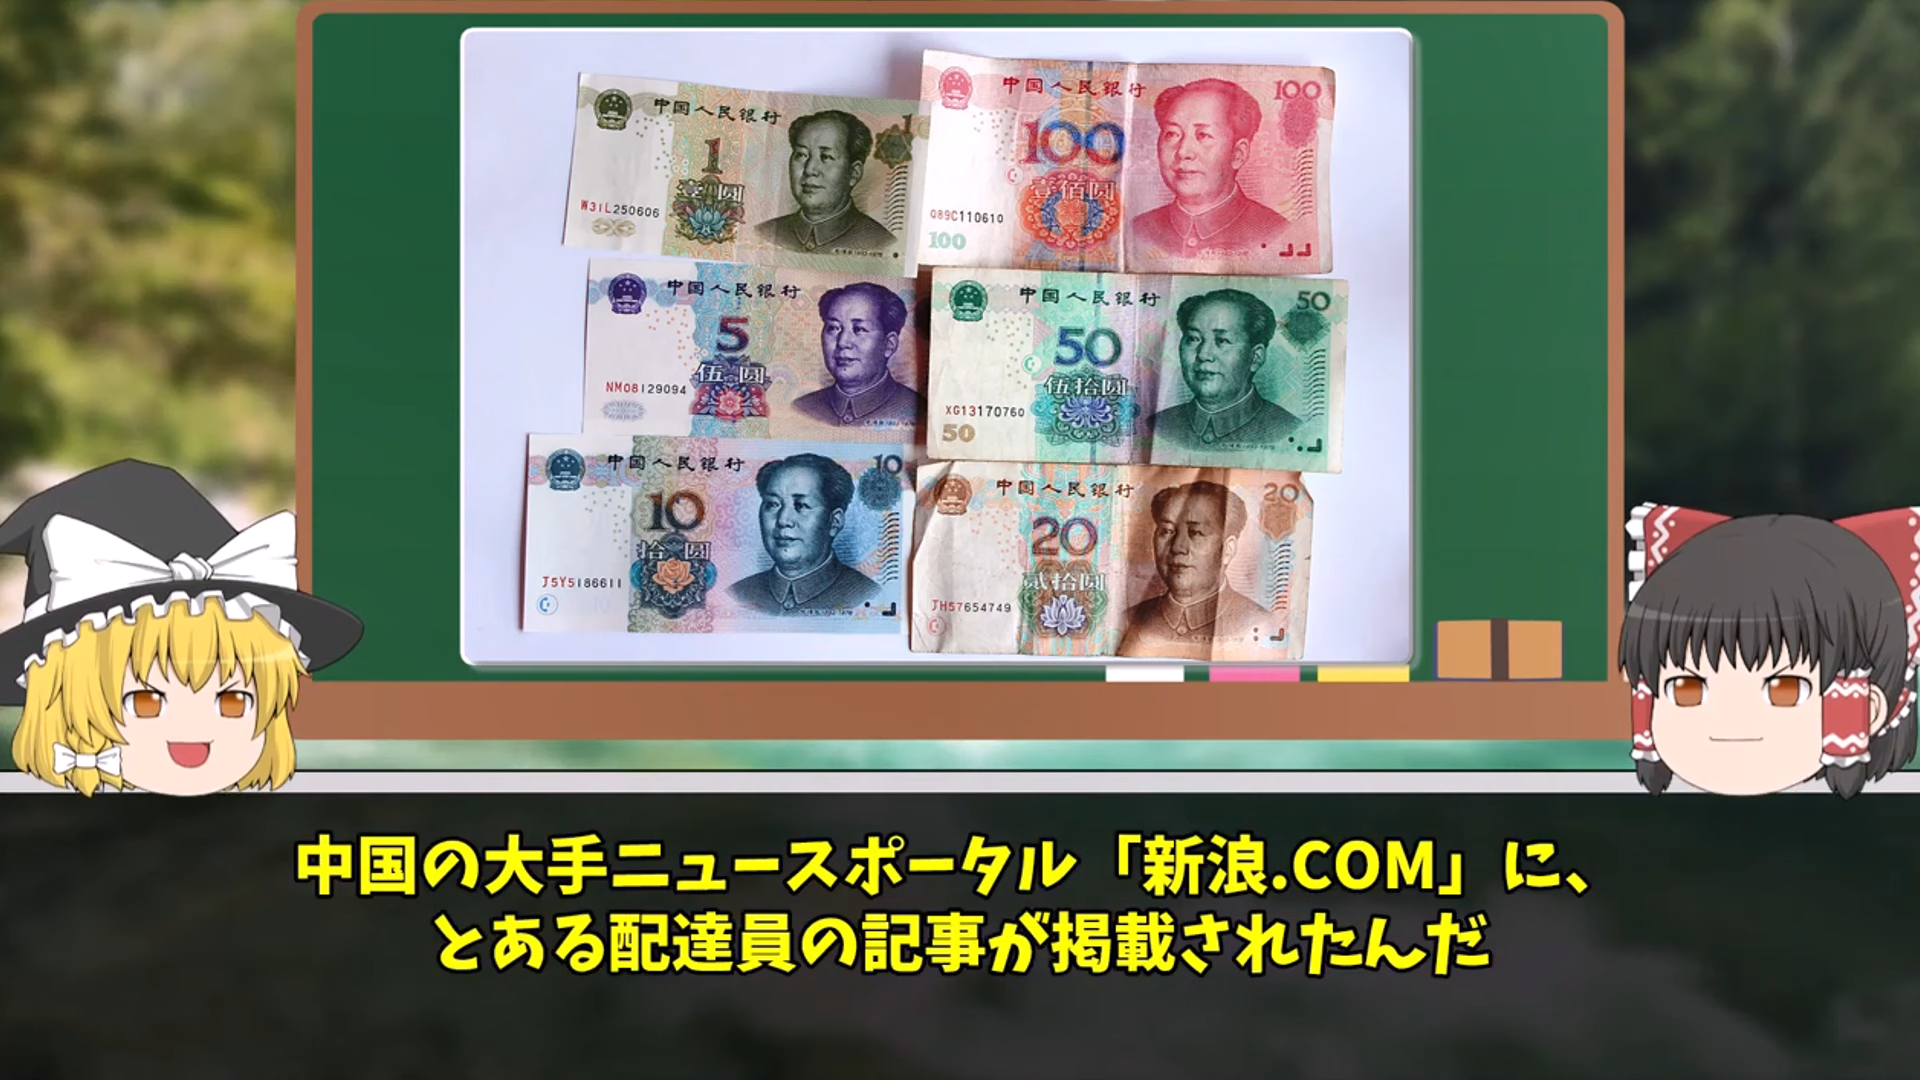 中国人民银行
1
1
壹圆
W31L250606
中国人民银行
100
100
壹佰圆
Q89C110610
100
中国人民银行
5
伍圆
NM08129094
中国人民银行
50
50
伍拾圆
XG13170760
50
中国人民银行
10
10
拾圆
J5Y5186611
中国人民银行
20
20
贰拾圆
JH57654749
中国の大手ニュースポータル「新浪.COM」に、
とある配達員の記事が掲載されたんだ